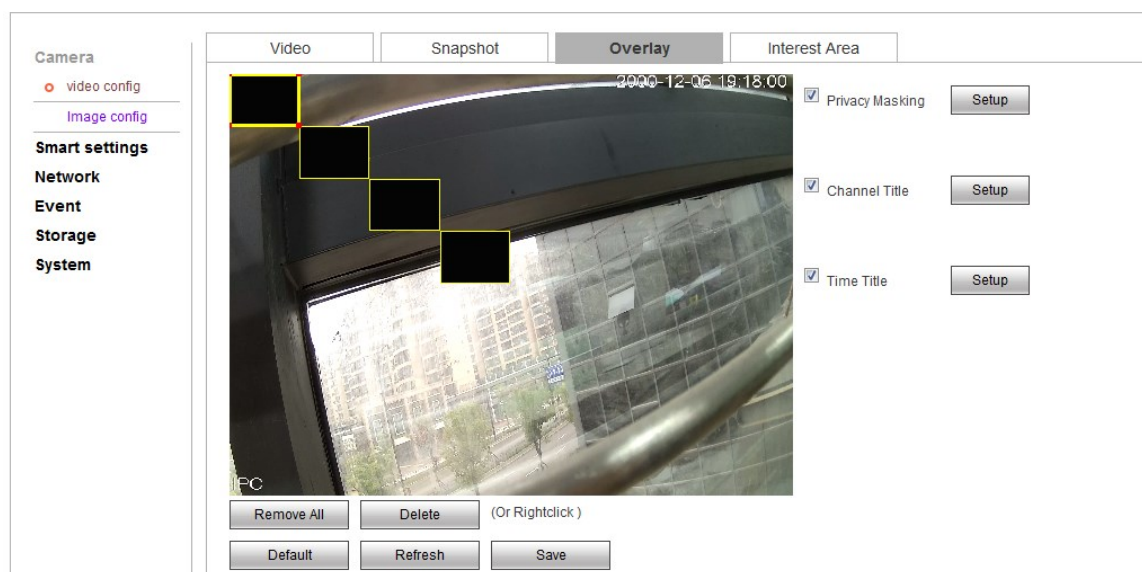 Camera
video config
Image config
Smart settings
Network
Event
Storage
System
Video Snapshot Overlay Interest Area
2000-12-06 19:18:00
Privacy Masking Setup
Channel Title Setup
Time Title Setup
IPC
Remove All Delete (Or Rightclick )
Default Refresh Save